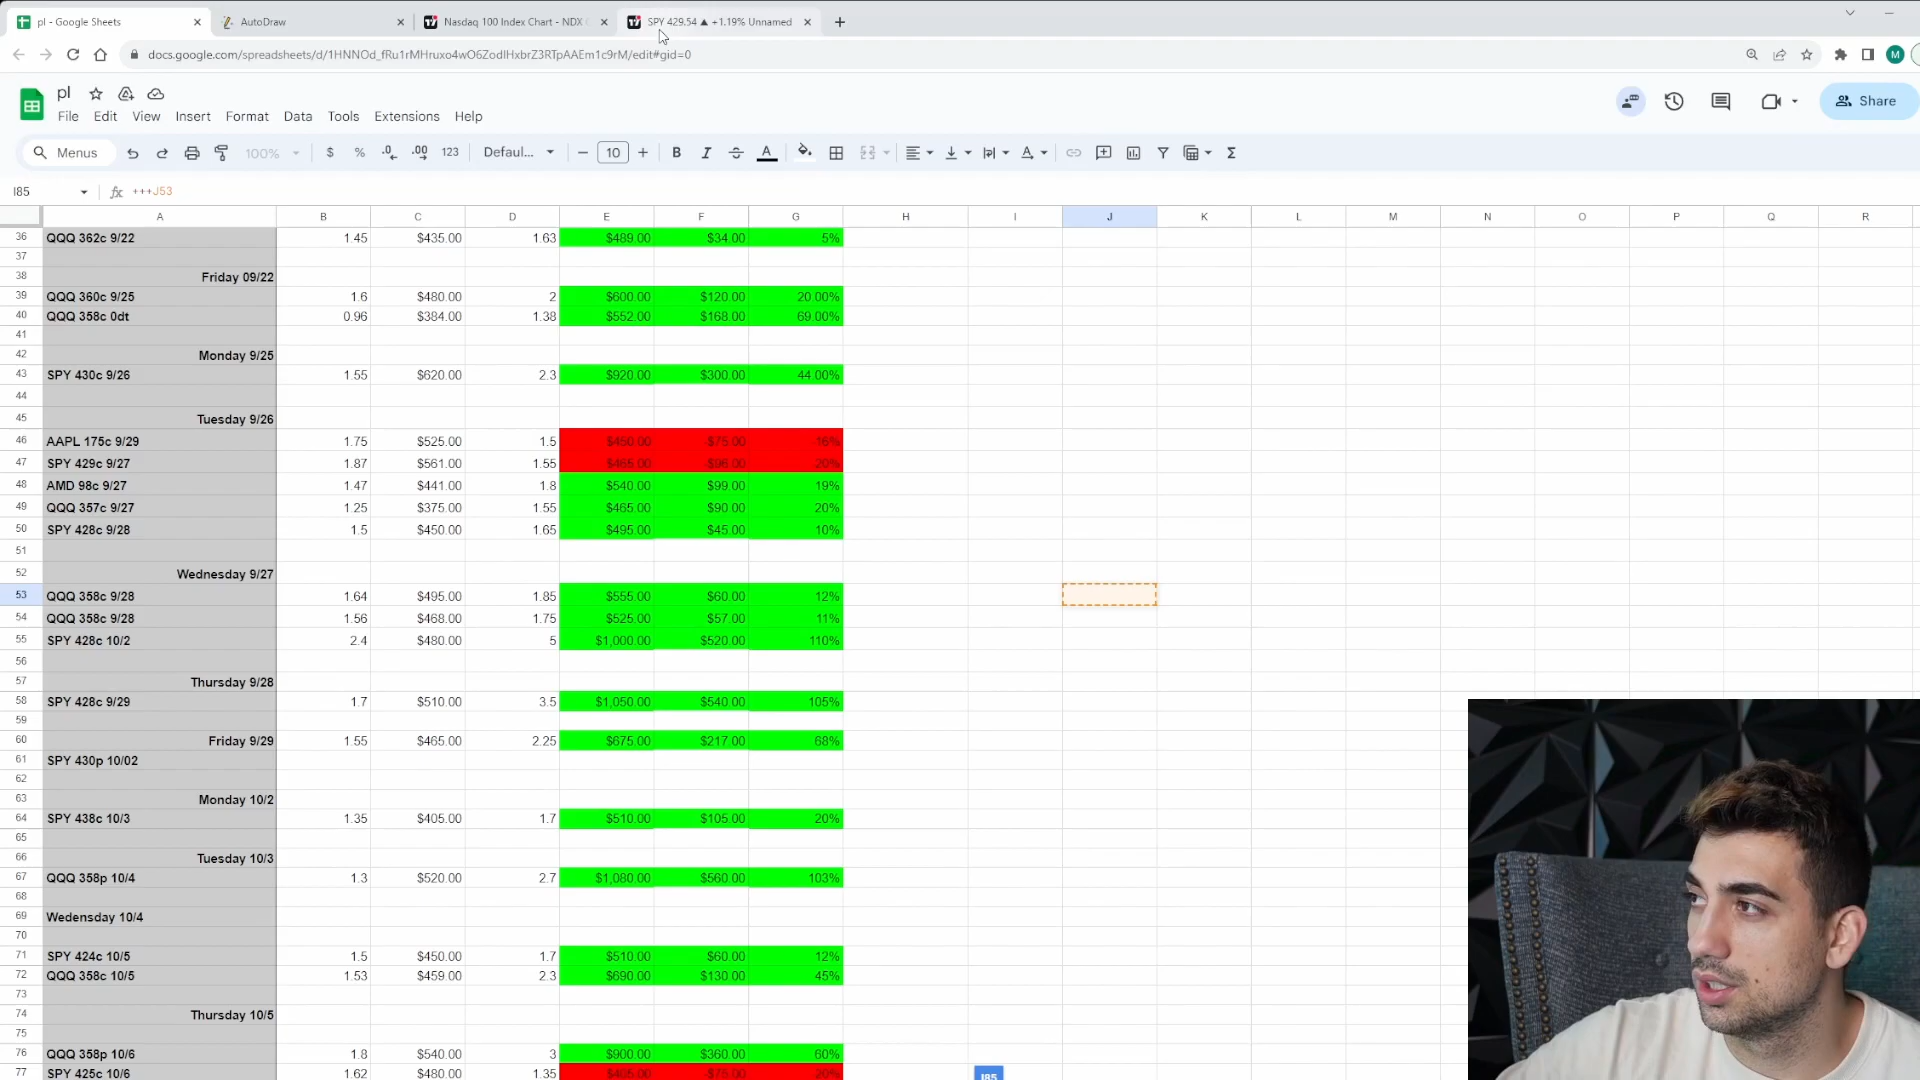 pl - Google Sheets
AutoDraw
Nasdaq 100 Index Chart - NDX
SPY 429.54 ▲ +1.19% Unnamed
docs.google.com/spreadsheets/d/1HNNOd_fRu1rMHruxo4wO6ZodlHxbrZ3RTpAAEm1c9rM/edit#gid=0
M
pl
File Edit View Insert Format Data Tools Extensions Help
Share
Menus 100% $ % .0 .00 123 Defaul... 10 B I A Σ
I85 fx +++J53
A B C D E F G H I J K L M N O P Q R
36 QQQ 362c 9/22 1.45 $435.00 1.63 $489.00 $34.00 5%
37
38 Friday 09/22
39 QQQ 360c 9/25 1.6 $480.00 2 $600.00 $120.00 20.00%
40 QQQ 358c 0dt 0.96 $384.00 1.38 $552.00 $168.00 69.00%
41
42 Monday 9/25
43 SPY 430c 9/26 1.55 $620.00 2.3 $920.00 $300.00 44.00%
44
45 Tuesday 9/26
46 AAPL 175c 9/29 1.75 $525.00 1.5 $450.00 -$75.00 -16%
47 SPY 429c 9/27 1.87 $561.00 1.55 $465.00 -$96.00 20%
48 AMD 98c 9/27 1.47 $441.00 1.8 $540.00 $99.00 19%
49 QQQ 357c 9/27 1.25 $375.00 1.55 $465.00 $90.00 20%
50 SPY 428c 9/28 1.5 $450.00 1.65 $495.00 $45.00 10%
51
52 Wednesday 9/27
53 QQQ 358c 9/28 1.64 $495.00 1.85 $555.00 $60.00 12%
54 QQQ 358c 9/28 1.56 $468.00 1.75 $525.00 $57.00 11%
55 SPY 428c 10/2 2.4 $480.00 5 $1,000.00 $520.00 110%
56
57 Thursday 9/28
58 SPY 428c 9/29 1.7 $510.00 3.5 $1,050.00 $540.00 105%
59
60 Friday 9/29 1.55 $465.00 2.25 $675.00 $217.00 68%
61 SPY 430p 10/02
62
63 Monday 10/2
64 SPY 438c 10/3 1.35 $405.00 1.7 $510.00 $105.00 20%
65
66 Tuesday 10/3
67 QQQ 358p 10/4 1.3 $520.00 2.7 $1,080.00 $560.00 103%
68
69 Wedensday 10/4
70
71 SPY 424c 10/5 1.5 $450.00 1.7 $510.00 $60.00 12%
72 QQQ 358c 10/5 1.53 $459.00 2.3 $690.00 $130.00 45%
73
74 Thursday 10/5
75
76 QQQ 358p 10/6 1.8 $540.00 3 $900.00 $360.00 60%
77 SPY 425c 10/6 1.62 $480.00 1.35 $405.00 -$75.00 20%
I85